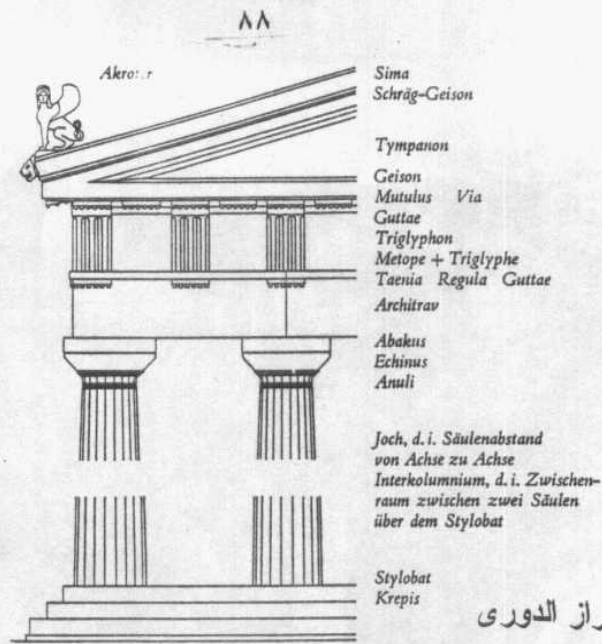 ٨٨
Sima
Schräg-Geison
Tympanon
Geison
Mutulus Via
Guttae
Triglyphon
Metope + Triglyphe
Taenia Regula Guttae
Architrav
Abakus
Echinus
Anuli
Joch, d. i. Säulenabstand
von Achse zu Achse
Interkolumnium, d. i. Zwischen-
raum zwischen zwei Säulen
über dem Stylobat
Stylobat
Krepis
الدورى